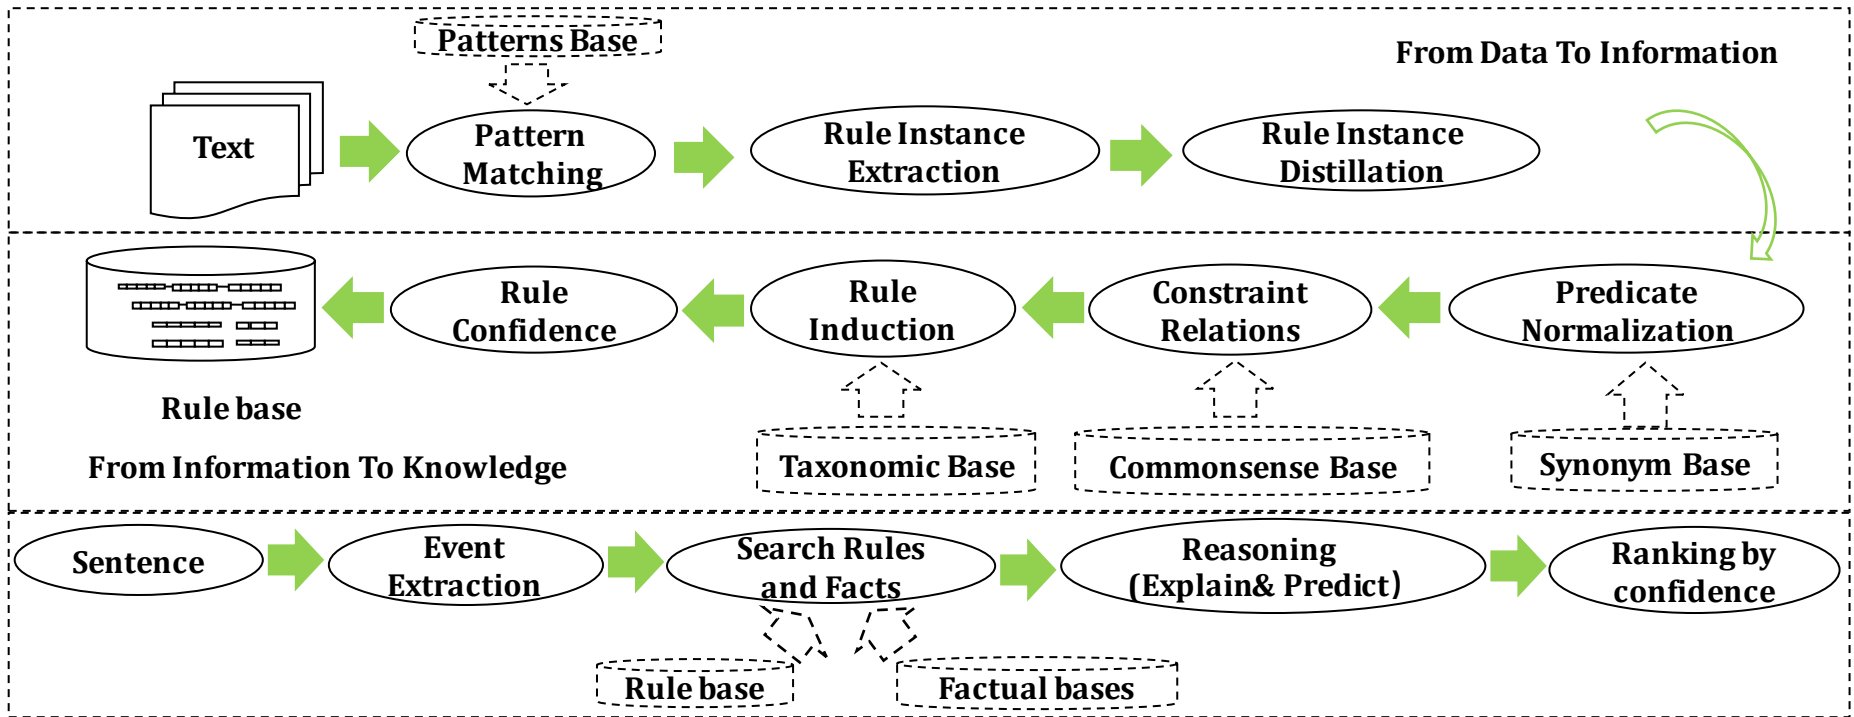 Patterns Base
From Data To Information
Text
Pattern
Matching
Rule Instance
Extraction
Rule Instance
Distillation
Rule
Confidence
Rule
Induction
Constraint
Relations
Predicate
Normalization
Rule base
From Information To Knowledge
Taxonomic Base
Commonsense Base
Synonym Base
Sentence
Event
Extraction
Search Rules
and Facts
Reasoning
(Explain& Predict)
Ranking by
confidence
Rule base
Factual bases